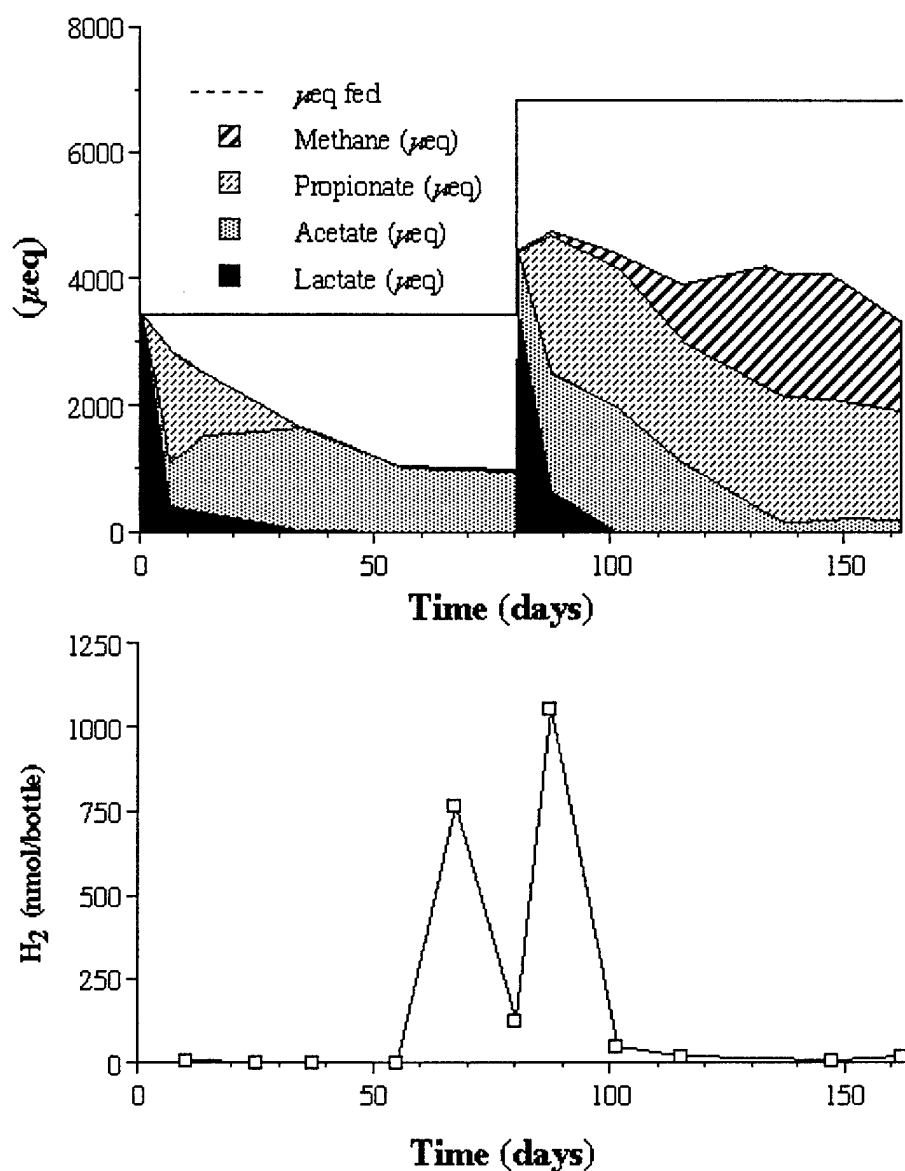 8000
6000
4000
2000
0
(µeq)
µeq fed
Methane (µeq)
Propionate (µeq)
Acetate (µeq)
Lactate (µeq)
0 50 100 150
Time (days)
1250
1000
750
500
250
0
H2 (nmol/bottle)
0 50 100 150
Time (days)